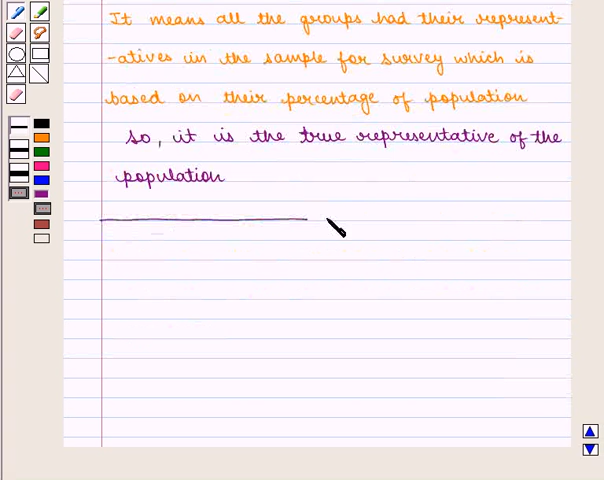 It means all the groups had their represent-
-atives in the sample for survey which is
based on their percentage of population
So, it is the true representative of the
population